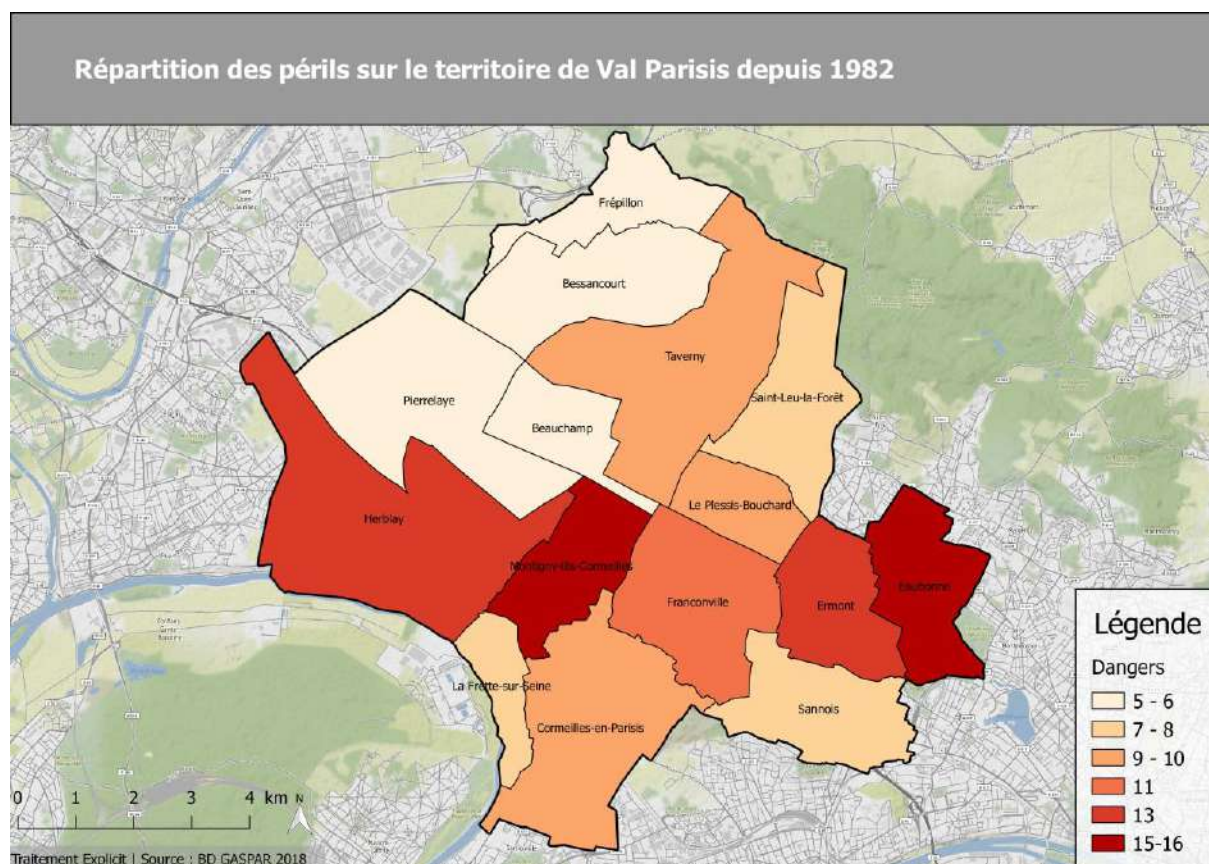 Répartition des périls sur le territoire de Val Parisis depuis 1982
Frépillon
Bessancourt
Taverny
Saint-Leu-la-Forêt
Pierrelaye
Beauchamp
Le Plessis-Bouchard
Herblay
Montigny-lès-Cormeilles
Franconville
Ermont
Eaubonne
La Frette-sur-Seine
Cormeilles-en-Parisis
Sannois
Légende
Dangers
5 - 6
7 - 8
9 - 10
11
13
15-16
0 1 2 3 4 km N
Traitement Explicit | Source : BD GASPAR 2018